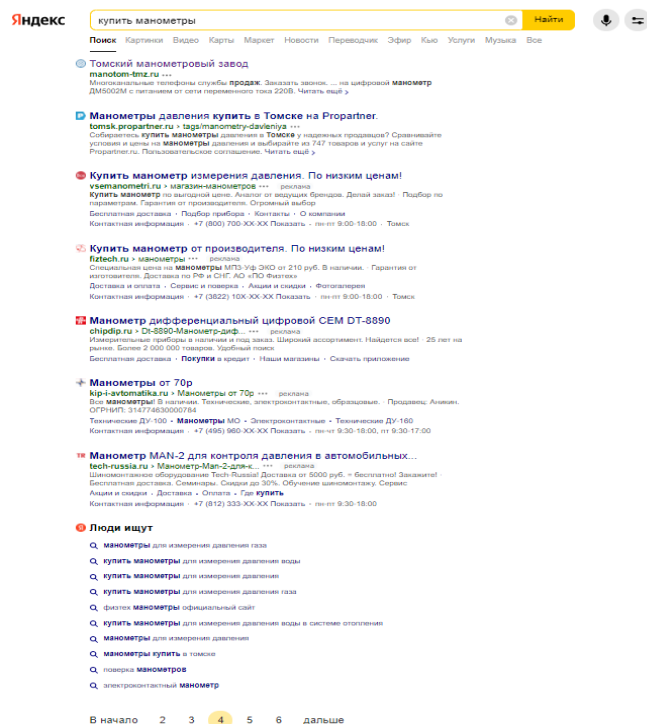 Яндекс
купить манометры
Найти
Поиск Картинки Видео Карты Маркет Новости Переводчик Эфир Кью Услуги Музыка Все
Томский манометровый завод
manotom-tmz.ru ···
Многоканальные телефоны службы продаж. Заказать звонок. ... на цифровой манометр
ДМ5002М с питанием от сети переменного тока 220В. Читать ещё >
Манометры давления купить в Томске на Propartner.
tomsk.propartner.ru › tags/manometry-davleniya ···
Собираетесь купить манометры давления в Томске у надежных продавцов? Сравнивайте
условия и цены на манометры давления и выбирайте из 747 товаров и услуг на сайте
Propartner.ru. Пользовательское соглашение. Читать ещё >
Купить манометр измерения давления. По низким ценам!
vsemanometri.ru › магазин-манометров ··· реклама
Купить манометр по выгодной цене. Аналог от ведущих брендов. Делай заказ! · Подбор по
параметрам. Гарантия от производителя. Огромный выбор
Бесплатная доставка · Подбор прибора · Контакты · О компании
Контактная информация · +7 (800) 700-XX-XX Показать · пн-пт 9:00-18:00 · Томск
Купить манометр от производителя. По низким ценам!
fiztech.ru › манометры ··· реклама
Специальная цена на манометры МП3-Уф ЭКО от 210 руб. В наличии. · Гарантия от
изготовителя. Доставка по РФ и СНГ. АО «ПО Физтех»
Доставка и оплата · Сервис и поверка · Акции и скидки · Фотогалерея
Контактная информация · +7 (3822) 10X-XX-XX Показать · пн-пт 9:00-18:00 · Томск
Манометр дифференциальный цифровой CEM DT-8890
chipdip.ru › Dt-8890-Манометр-диф... ··· реклама
Измерительные приборы в наличии и под заказ. Широкий ассортимент. Найдется все! · 25 лет на
рынке. Более 2 000 000 товаров. Удобный поиск
Бесплатная доставка · Покупки в кредит · Наши магазины · Скачать приложение
Манометры от 70р
kip-i-avtomatika.ru › Манометры от 70р ··· реклама
Все манометры! В наличии. Технические, электроконтактные, образцовые. · Продавец: Аникин.
ОГРНИП: 314774630000784
Технические ДУ-100 · Манометры МО · Электроконтактные · Технические ДУ-160
Контактная информация · +7 (495) 960-XX-XX Показать · пн-чт 9:30-18:00, пт 9:30-17:00
Манометр MAN-2 для контроля давления в автомобильных...
tech-russia.ru › Манометр-Man-2-для-к... ··· реклама
Шиномонтажное оборудование Tech-Russia! Доставка от 5000 руб. = бесплатно! Закажите! ·
Бесплатная доставка. Семинары. Скидки до 30%. Обучение шиномонтажу. Сервис
Акции и скидки · Доставка · Оплата · Где купить
Контактная информация · +7 (812) 333-XX-XX Показать · пн-пт 9:30-18:00
Люди ищут
манометры для измерения давления газа
купить манометры для измерения давления воды
купить манометры для измерения давления
купить манометры для измерения давления газа
физтех манометры официальный сайт
купить манометры для измерения давления воды в системе отопления
манометры для измерения давления
манометры купить в томске
поверка манометров
электроконтактный манометр
В начало 2 3 4 5 6 дальше